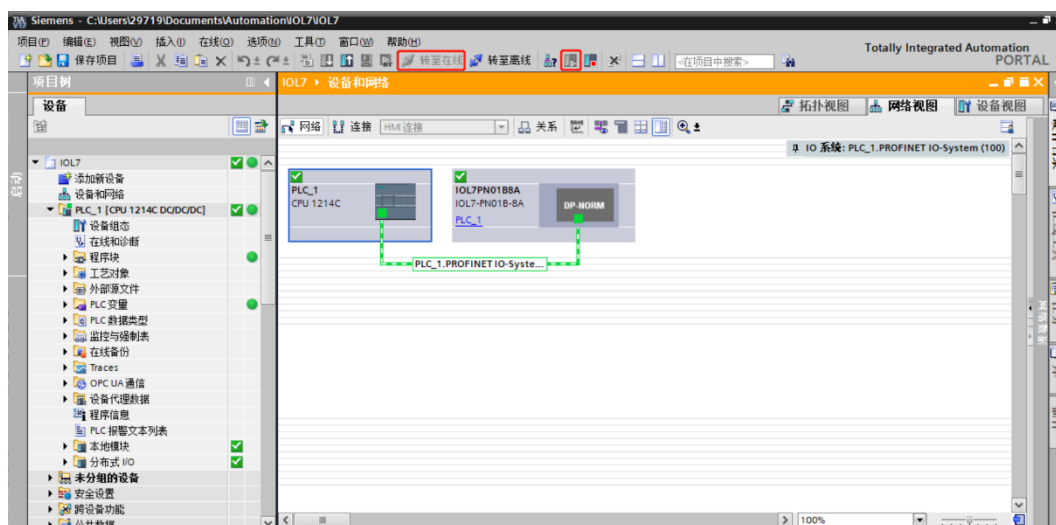 Siemens - C:\Users\29719\Documents\Automation\IOL7\IOL7
项目(P) 编辑(E) 视图(V) 插入(I) 在线(O) 选项(N) 工具(T) 窗口(W) 帮助(H)
Totally Integrated Automation
PORTAL
保存项目 转至在线 转至离线 <在项目中搜索>
项目树
IOL7 ▸ 设备和网络
设备
拓扑视图 网络视图 设备视图
网络 连接 HMI 连接 关系
IO 系统: PLC_1.PROFINET IO-System (100)
启动
IOL7
添加新设备
设备和网络
PLC_1 [CPU 1214C DC/DC/DC]
设备组态
在线和诊断
程序块
工艺对象
外部源文件
PLC 变量
PLC 数据类型
监控与强制表
在线备份
Traces
OPC UA 通信
设备代理数据
程序信息
PLC 报警文本列表
本地模块
分布式 I/O
未分组的设备
安全设置
跨设备功能
公共数据
PLC_1
CPU 1214C
IOL7PN01B8A
IOL7-PN01B-8A
PLC_1
DP-NORM
PLC_1.PROFINET IO-Syste...
100%